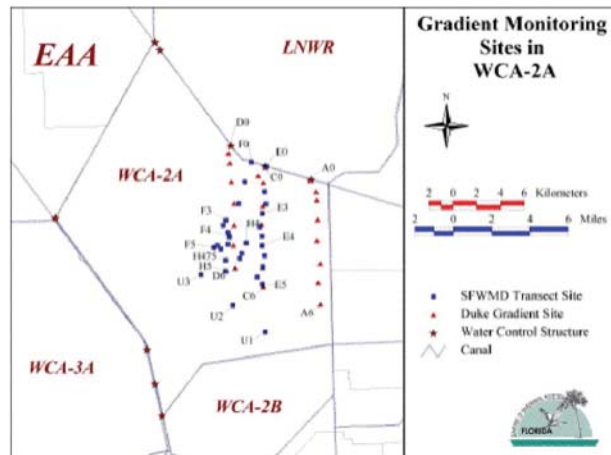 EAA
LNWR
D0
F0
E0
C0
A0
WCA-2A
F3
E3
F4
H4
E4
F5
H475
H5
D6
U3
C6
E5
U2
A6
U1
WCA-3A
WCA-2B
Gradient Monitoring
Sites in
WCA-2A
N
2 0 2 4 6 Kilometers
2 0 2 4 6 Miles
SFWMD Transect Site
Duke Gradient Site
Water Control Structure
Canal
FLORIDA